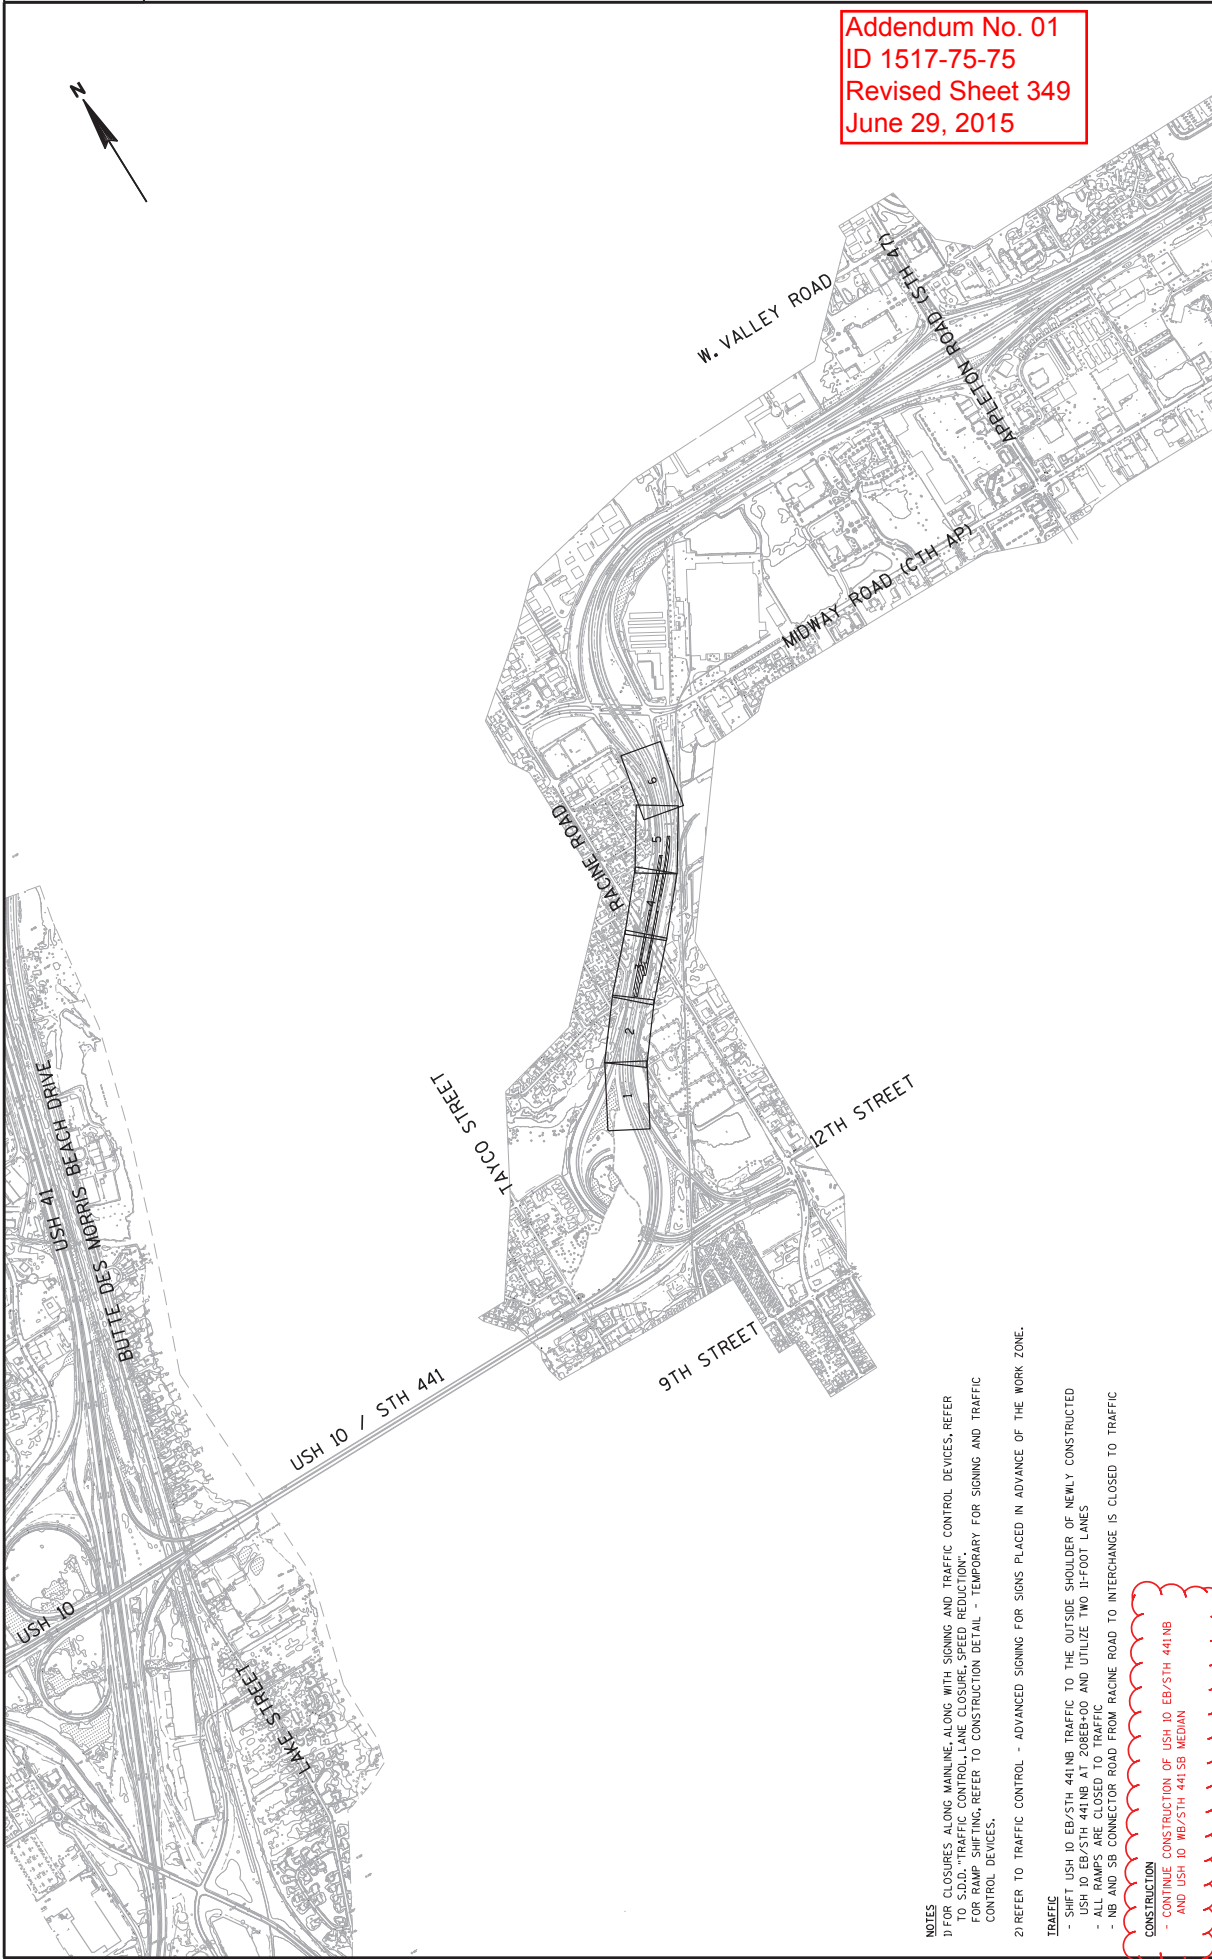 Addendum No. 01
ID 1517-75-75
Revised Sheet 349
June 29, 2015
N
W. VALLEY ROAD
APPLETON ROAD (STH 47)
MIDWAY ROAD (CTH AP)
RACINE ROAD
6
5
4
3
2
1
TAYCO STREET
12TH STREET
9TH STREET
USH 41
BUTTE DES MORRIS BEACH DRIVE
USH 10 / STH 441
USH 10
LAKE STREET
NOTES
1) FOR CLOSURES ALONG MAINLINE, ALONG WITH SIGNING AND TRAFFIC CONTROL DEVICES, REFER
TO S.D.D. "TRAFFIC CONTROL, LANE CLOSURE, SPEED REDUCTION".
FOR RAMP SHIFTING, REFER TO CONSTRUCTION DETAIL - TEMPORARY FOR SIGNING AND TRAFFIC
CONTROL DEVICES.
2) REFER TO TRAFFIC CONTROL - ADVANCED SIGNING FOR SIGNS PLACED IN ADVANCE OF THE WORK ZONE.
TRAFFIC
- SHIFT USH 10 EB/STH 441 NB TRAFFIC TO THE OUTSIDE SHOULDER OF NEWLY CONSTRUCTED
USH 10 EB/STH 441 NB AT 208EB+00 AND UTILIZE TWO 11-FOOT LANES
- ALL RAMPS ARE CLOSED TO TRAFFIC
- NB AND SB CONNECTOR ROAD FROM RACINE ROAD TO INTERCHANGE IS CLOSED TO TRAFFIC
CONSTRUCTION
- CONTINUE CONSTRUCTION OF USH 10 EB/STH 441 NB
AND USH 10 WB/STH 441 SB MEDIAN